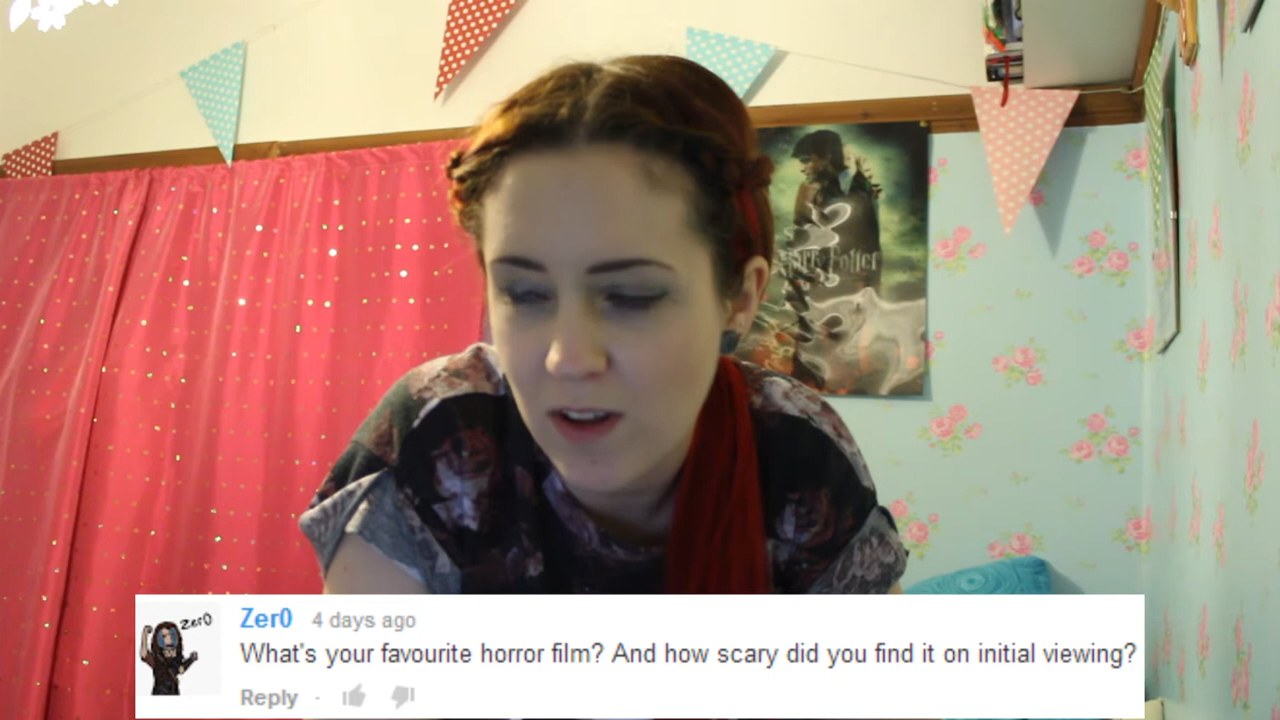 Harry Potter
Zer0 4 days ago
zer0
What's your favourite horror film? And how scary did you find it on initial viewing?
Reply ·